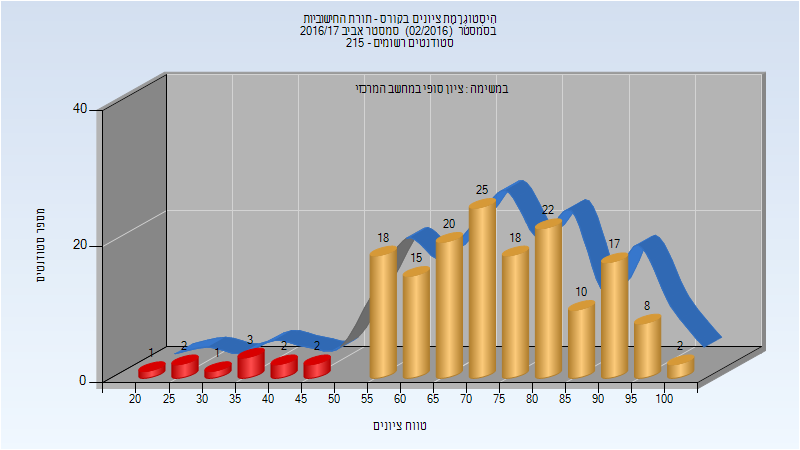 היסטוגרמת ציונים בקורס - תורת החישוביות
בסמסטר (02/2016) סמסטר אביב 2016/17
סטודנטים רשומים - 215
במשימה : ציון סופי במחשב המרכזי
40
20
0
מספר סטודנטים
1 2 1 3 2 2 18 15 20 25 18 22 10 17 8 2
20 25 30 35 40 45 50 55 60 65 70 75 80 85 90 95 100
טווח ציונים